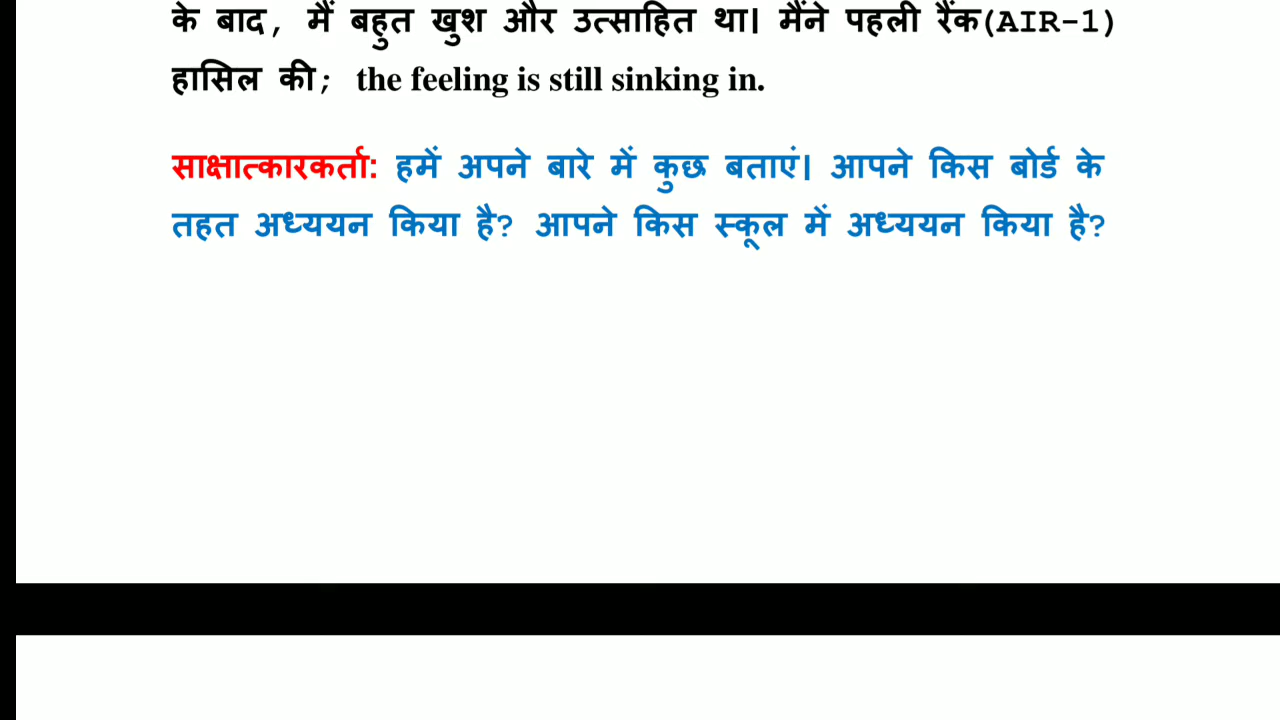 के बाद, मैं बहुत खुश और उत्साहित था। मैंने पहली रैंक(AIR-1)
हासिल की; the feeling is still sinking in.
साक्षात्कारकर्ता: हमें अपने बारे में कुछ बताएं। आपने किस बोर्ड के
तहत अध्ययन किया है? आपने किस स्कूल में अध्ययन किया है?